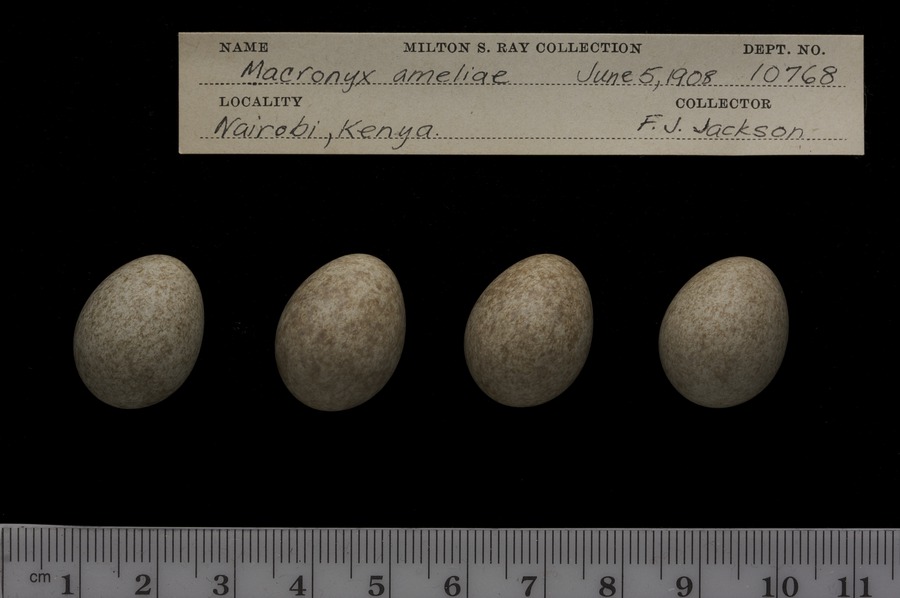 NAME MILTON S. RAY COLLECTION DEPT. NO.
Macronyx ameliae June 5, 1908 10768
LOCALITY COLLECTOR
Nairobi, Kenya. F. J. Jackson
cm 1 2 3 4 5 6 7 8 9 10 11